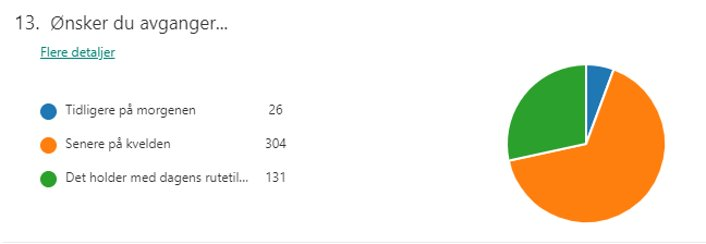 13. Ønsker du avganger...
Flere detaljer
Tidligere på morgenen 26
Senere på kvelden 304
Det holder med dagens rutetil... 131